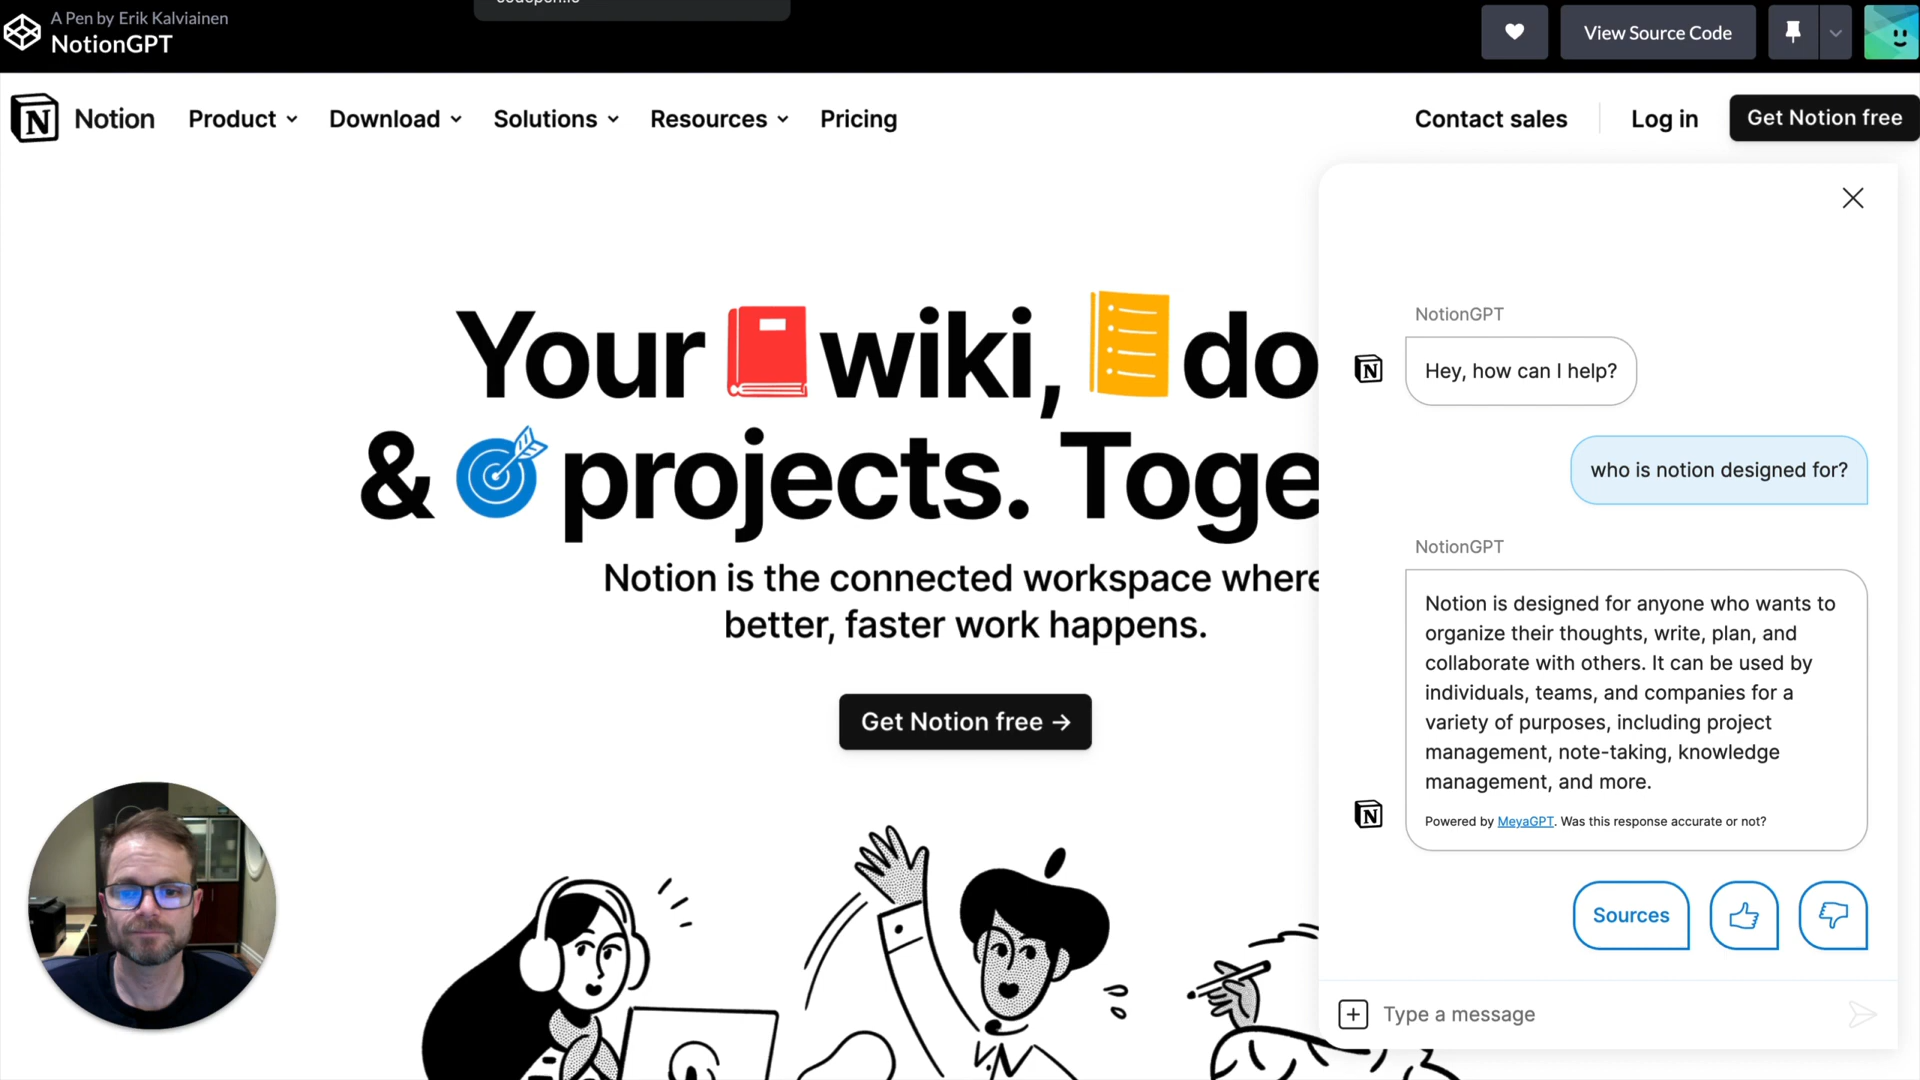 A Pen by Erik Kalviainen
NotionGPT
View Source Code
Notion
Product
Download
Solutions
Resources
Pricing
Contact sales
Log in
Get Notion free
Your wiki, do
& projects. Toge
Notion is the connected workspace where
better, faster work happens.
Get Notion free →
NotionGPT
Hey, how can I help?
who is notion designed for?
NotionGPT
Notion is designed for anyone who wants to
organize their thoughts, write, plan, and
collaborate with others. It can be used by
individuals, teams, and companies for a
variety of purposes, including project
management, note-taking, knowledge
management, and more.
Powered by MeyaGPT. Was this response accurate or not?
Sources
Type a message